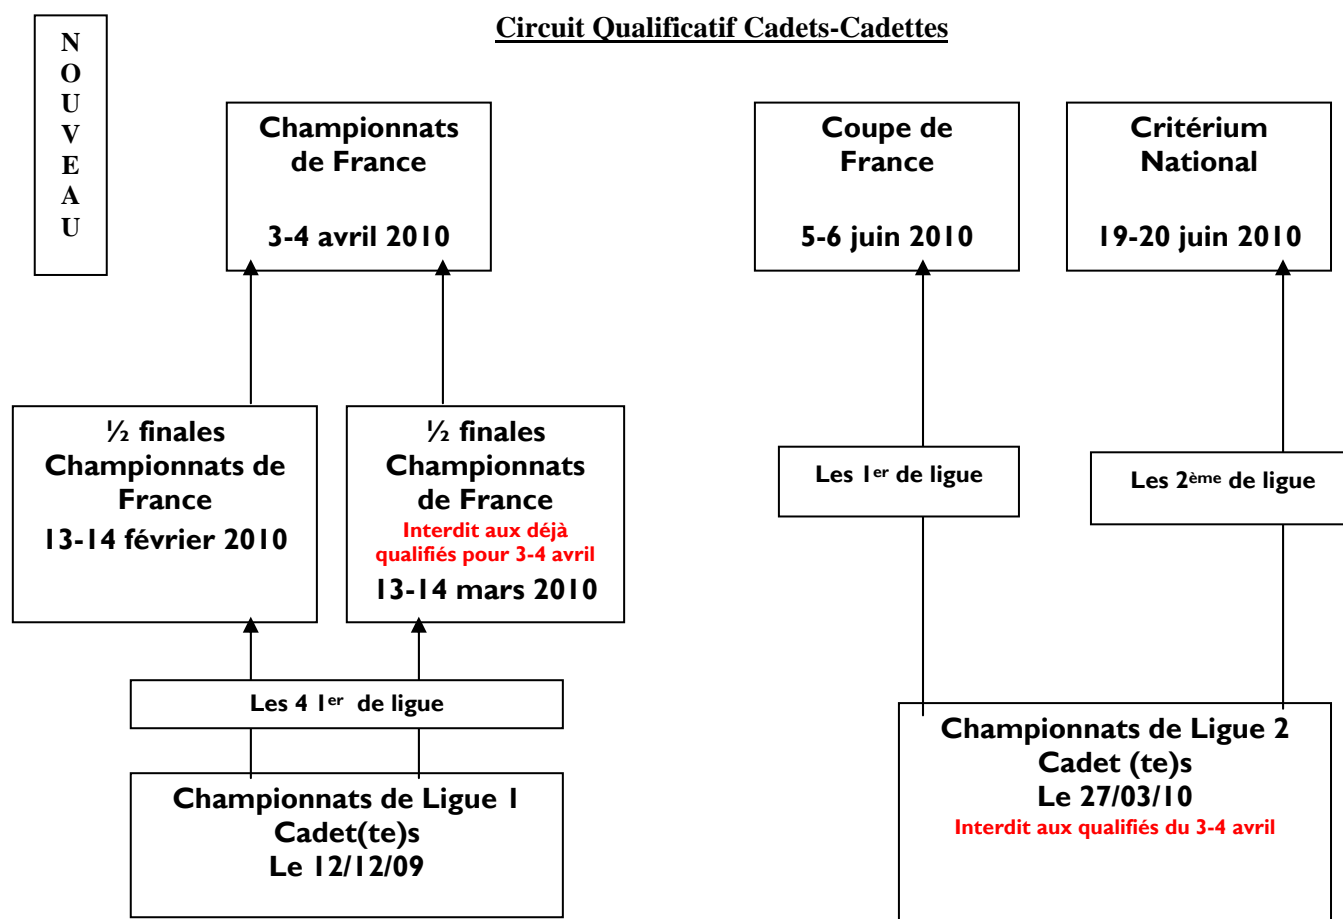 Circuit Qualificatif Cadets-Cadettes
N
O
U
V
E
A
U
Championnats
de France
3-4 avril 2010
Coupe de
France
5-6 juin 2010
Critérium
National
19-20 juin 2010
½ finales
Championnats de
France
13-14 février 2010
½ finales
Championnats
de France
Interdit aux déjà
qualifiés pour 3-4 avril
13-14 mars 2010
Les 1er de ligue
Les 2ème de ligue
Les 4 1er de ligue
Championnats de Ligue 1
Cadet(te)s
Le 12/12/09
Championnats de Ligue 2
Cadet (te)s
Le 27/03/10
Interdit aux qualifiés du 3-4 avril